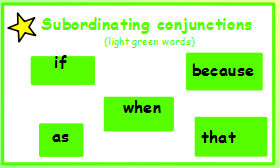 Subordinating conjunctions
(light green words)
if
because
when
as
that